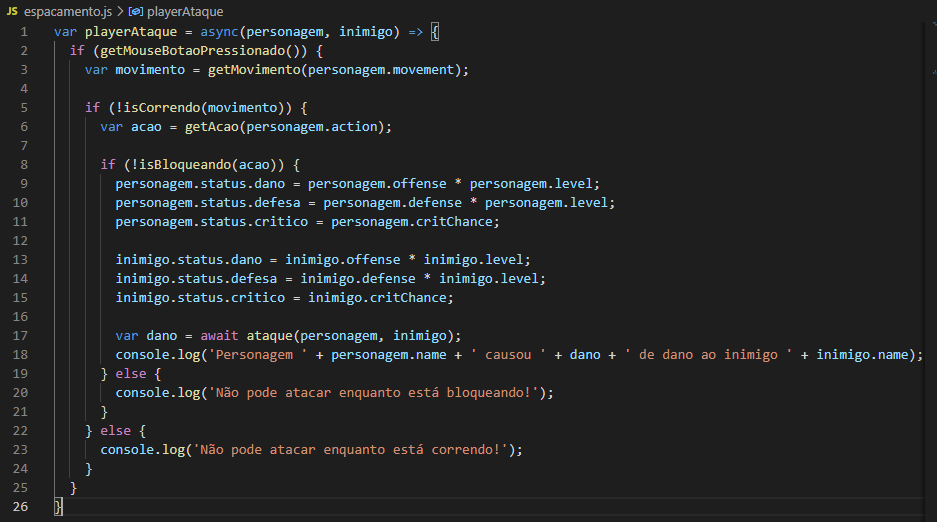 JS espacamento.js > playerAtaque
1 var playerAtaque = async(personagem, inimigo) => {
2   if (getMouseBotaoPressionado()) {
3     var movimento = getMovimento(personagem.movement);
4
5     if (!isCorrendo(movimento)) {
6       var acao = getAcao(personagem.action);
7
8       if (!isBloqueando(acao)) {
9         personagem.status.dano = personagem.offense * personagem.level;
10         personagem.status.defesa = personagem.defense * personagem.level;
11         personagem.status.critico = personagem.critChance;
12
13         inimigo.status.dano = inimigo.offense * inimigo.level;
14         inimigo.status.defesa = inimigo.defense * inimigo.level;
15         inimigo.status.critico = inimigo.critChance;
16
17         var dano = await ataque(personagem, inimigo);
18         console.log('Personagem ' + personagem.name + ' causou ' + dano + ' de dano ao inimigo ' + inimigo.name);
19       } else {
20         console.log('Não pode atacar enquanto está bloqueando!');
21       }
22     } else {
23       console.log('Não pode atacar enquanto está correndo!');
24     }
25   }
26 }